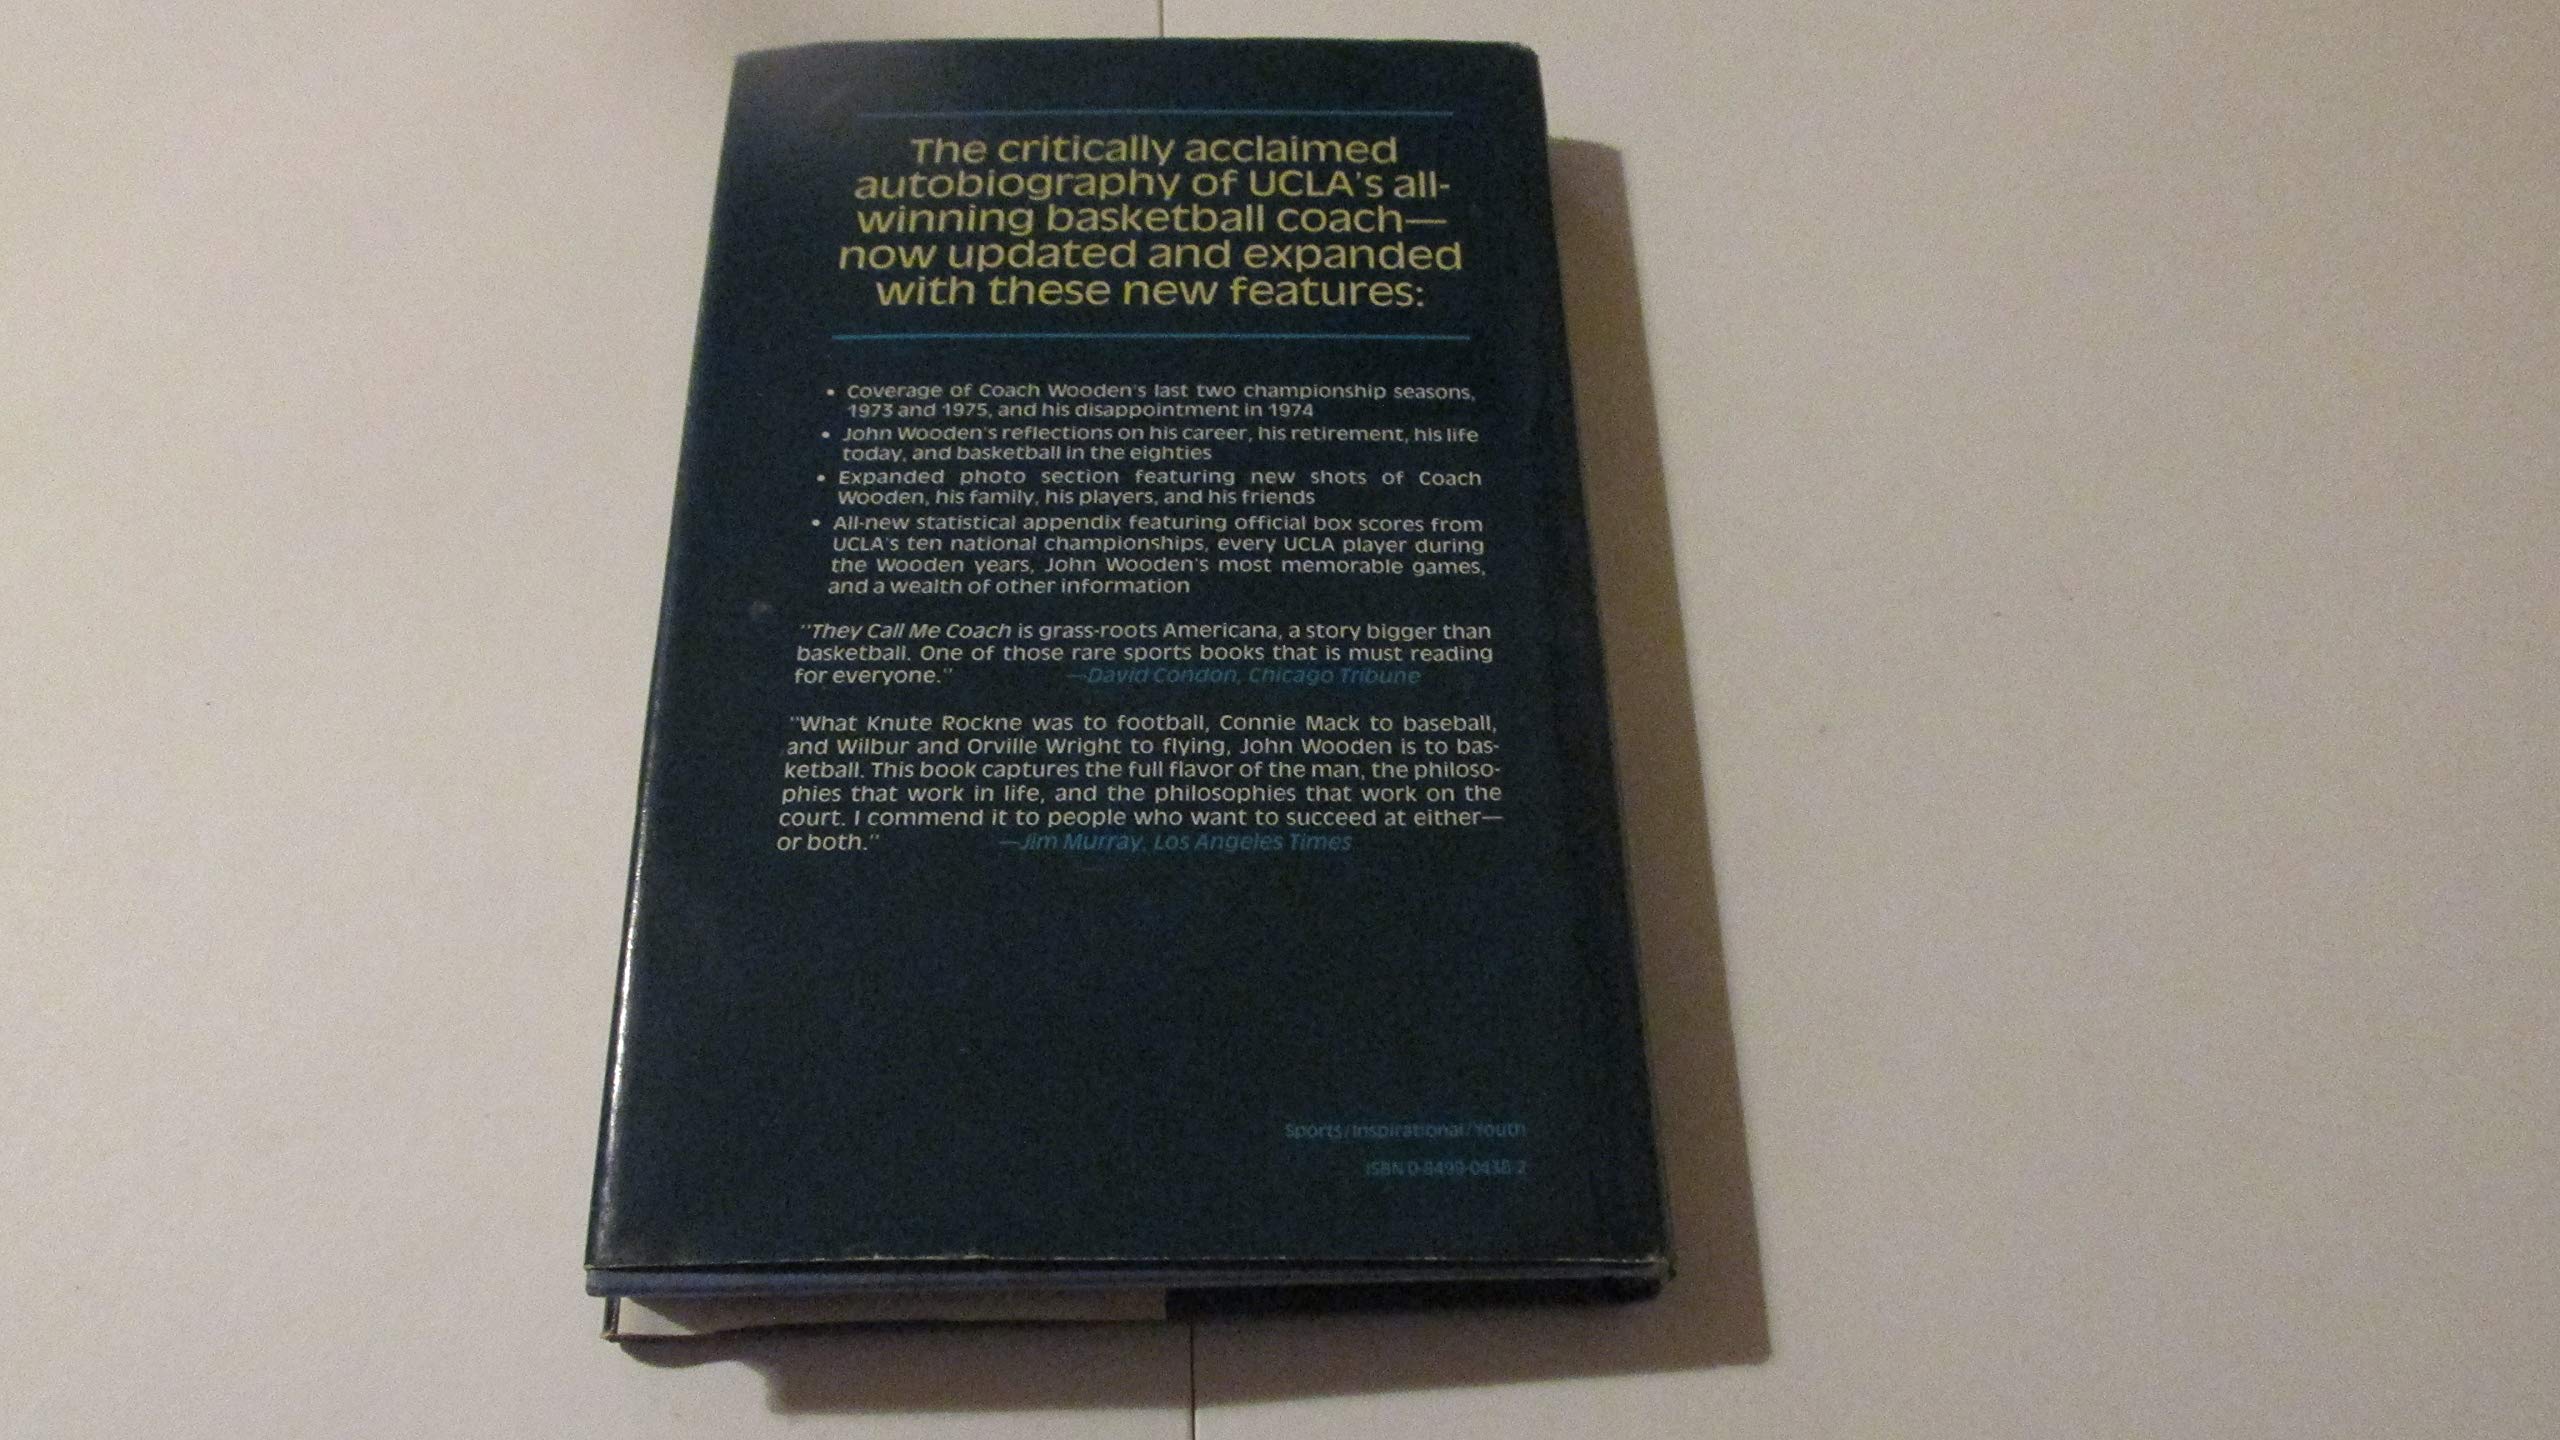 The critically acclaimed
autobiography of UCLA's all-
winning basketball coach—
now updated and expanded
with these new features:
• Coverage of Coach Wooden's last two championship seasons,
1973 and 1975, and his disappointment in 1974
• John Wooden's reflections on his career, his retirement, his life
today, and basketball in the eighties
• Expanded photo section featuring new shots of Coach
Wooden, his family, his players, and his friends
• All-new statistical appendix featuring official box scores from
UCLA's ten national championships, every UCLA player during
the Wooden years, John Wooden's most memorable games,
and a wealth of other information
"They Call Me Coach is grass-roots Americana, a story bigger than
basketball. One of those rare sports books that is must reading
for everyone." —David Condon, Chicago Tribune
"What Knute Rockne was to football, Connie Mack to baseball,
and Wilbur and Orville Wright to flying, John Wooden is to bas-
ketball. This book captures the full flavor of the man, the philoso-
phies that work in life, and the philosophies that work on the
court. I commend it to people who want to succeed at either—
or both." —Jim Murray, Los Angeles Times
Sports/Inspirational/Youth
ISBN 0-8499-0438-2